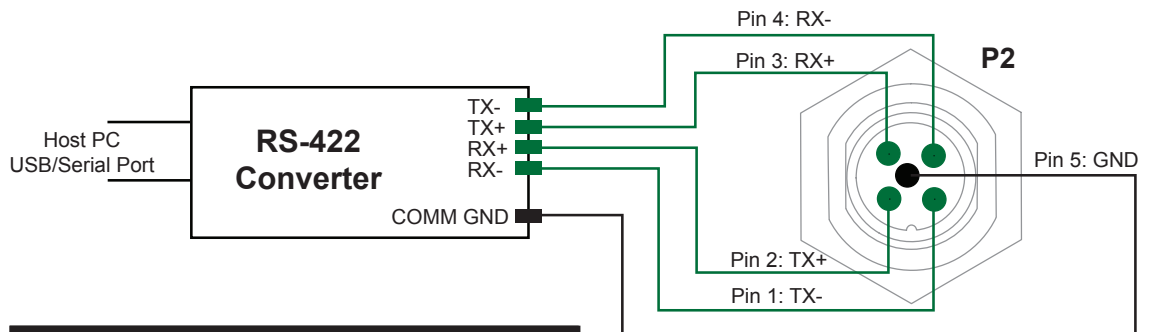 Pin 4: RX-
Pin 3: RX+
P2
TX-
TX+
RX+
RX-
Host PC
USB/Serial Port
RS-422
Converter
COMM GND
Pin 5: GND
Pin 2: TX+
Pin 1: TX-